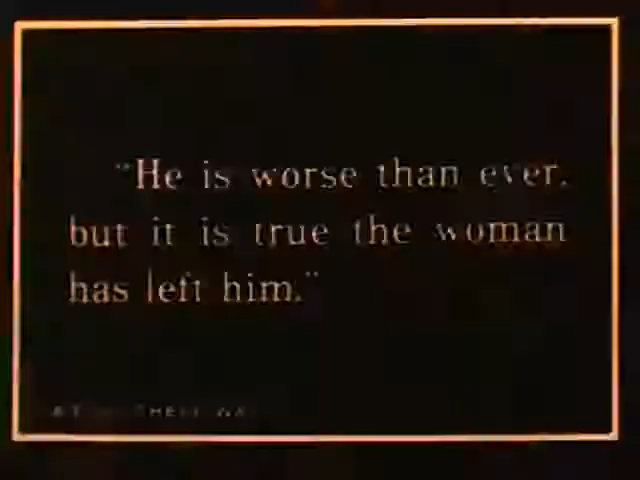 "He is worse than ever,
but it is true the woman
has left him."